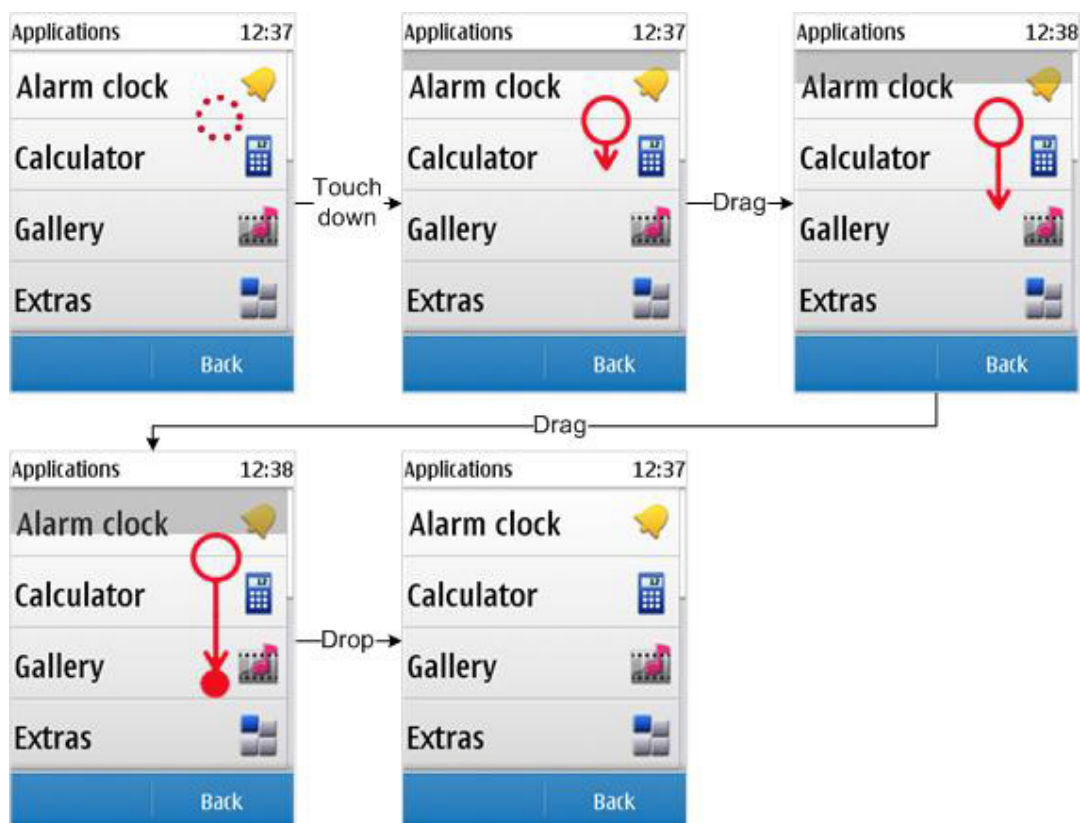 Applications 12:37
Alarm clock
Calculator
Gallery
Extras
Back
Touch
down
Applications 12:37
Alarm clock
Calculator
Gallery
Extras
Back
Drag
Applications 12:38
Alarm clock
Calculator
Gallery
Extras
Back
Drag
Applications 12:38
Alarm clock
Calculator
Gallery
Extras
Back
Drop
Applications 12:37
Alarm clock
Calculator
Gallery
Extras
Back